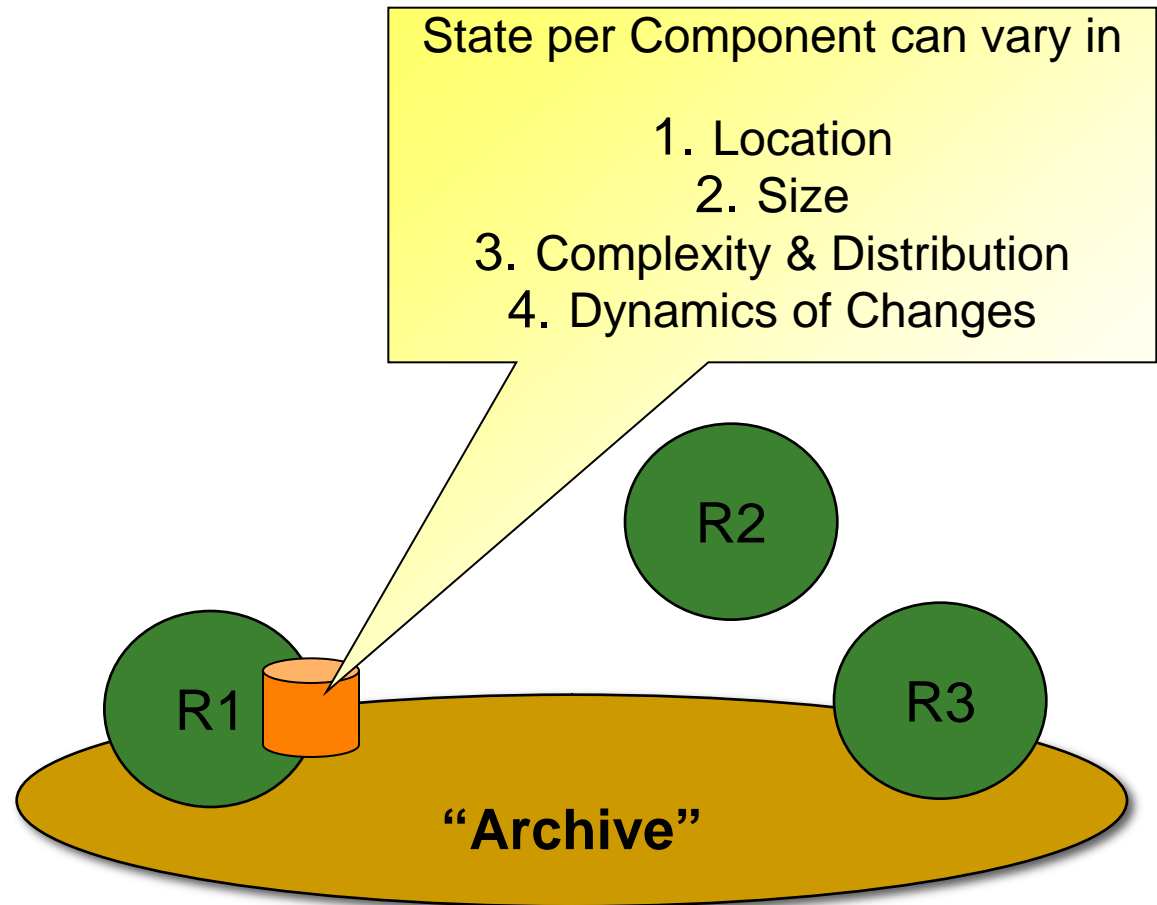 State per Component can vary in
1. Location
2. Size
3. Complexity & Distribution
4. Dynamics of Changes
R2
R1
R3
“Archive”